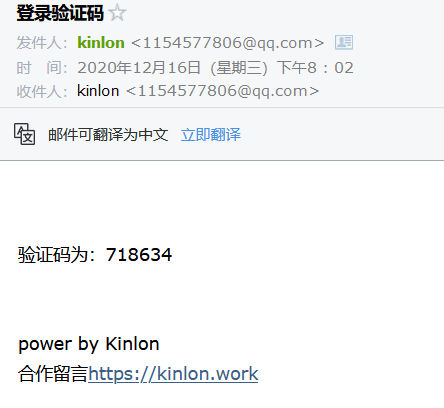 登录验证码
发件人：kinlon <1154577806@qq.com>
时　间：2020年12月16日（星期三）下午8：02
收件人：kinlon <1154577806@qq.com>
邮件可翻译为中文 立即翻译
验证码为：718634
power by Kinlon
合作留言https://kinlon.work